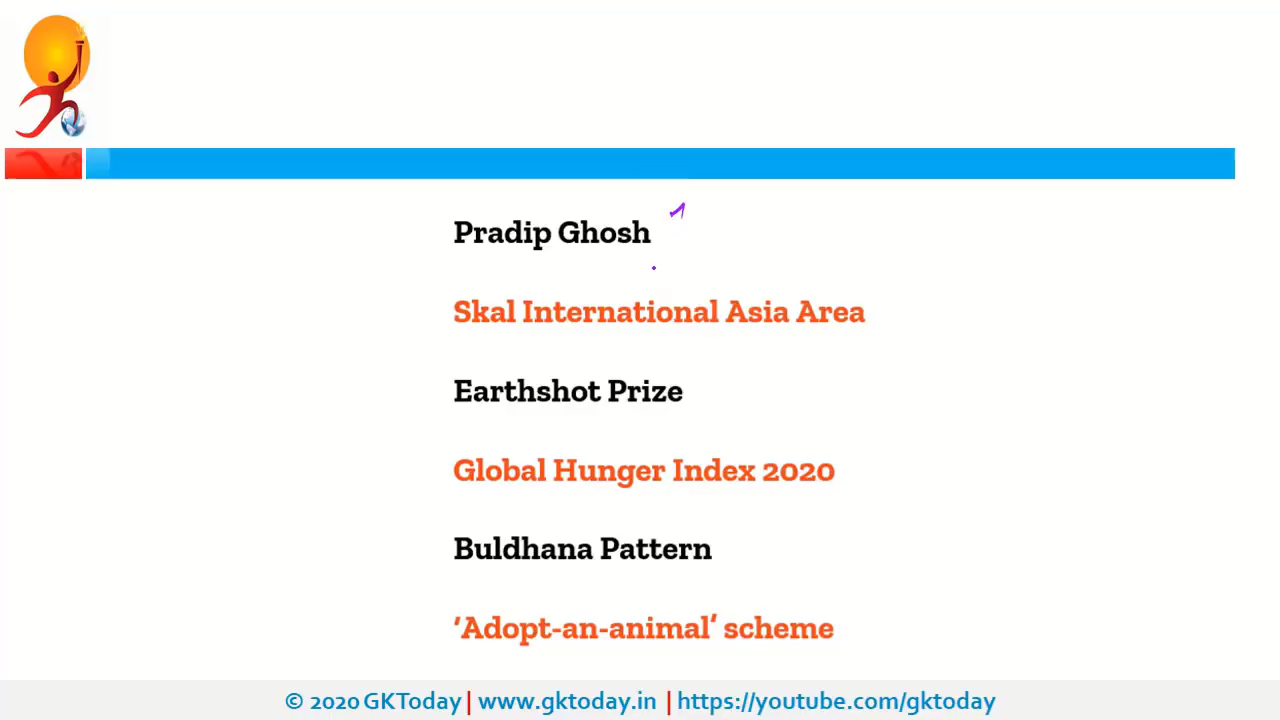 Pradip Ghosh
Skal International Asia Area
Earthshot Prize
Global Hunger Index 2020
Buldhana Pattern
‘Adopt-an-animal’ scheme
© 2020 GKToday | www.gktoday.in | https://youtube.com/gktoday